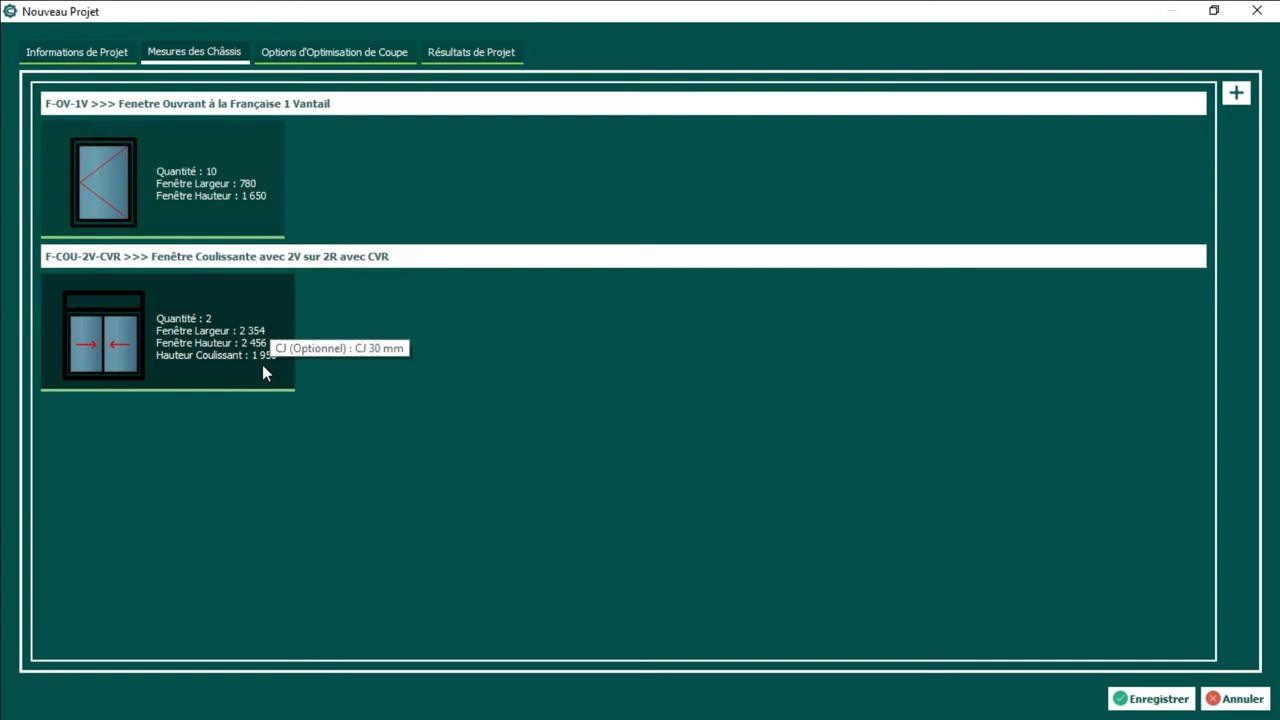 Nouveau Projet
Informations de Projet
Mesures des Châssis
Options d'Optimisation de Coupe
Résultats de Projet
F-OV-1V >>> Fenetre Ouvrant à la Française 1 Vantail
Quantité : 10
Fenêtre Largeur : 780
Fenêtre Hauteur : 1 650
F-COU-2V-CVR >>> Fenêtre Coulissante avec 2V sur 2R avec CVR
Quantité : 2
Fenêtre Largeur : 2 354
Fenêtre Hauteur : 2 456
CJ (Optionnel) : CJ 30 mm
Hauteur Coulissant :
Enregistrer
Annuler